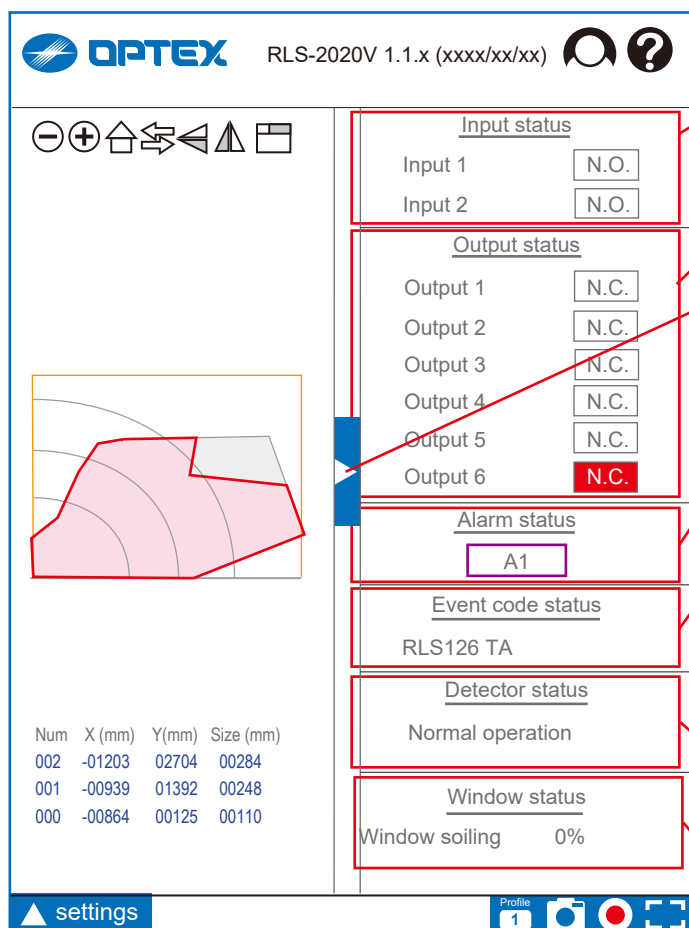 OPTEX
RLS-2020V 1.1.x (xxxx/xx/xx)
?
Input status
Input 1 N.O.
Input 2 N.O.
Output status
Output 1 N.C.
Output 2 N.C.
Output 3 N.C.
Output 4 N.C.
Output 5 N.C.
Output 6 N.C.
Alarm status
A1
Event code status
RLS126 TA
Detector status
Normal operation
Window status
Window soiling 0%
Num X (mm) Y(mm) Size (mm)
002 -01203 02704 00284
001 -00939 01392 00248
000 -00864 00125 00110
settings
Profile
1